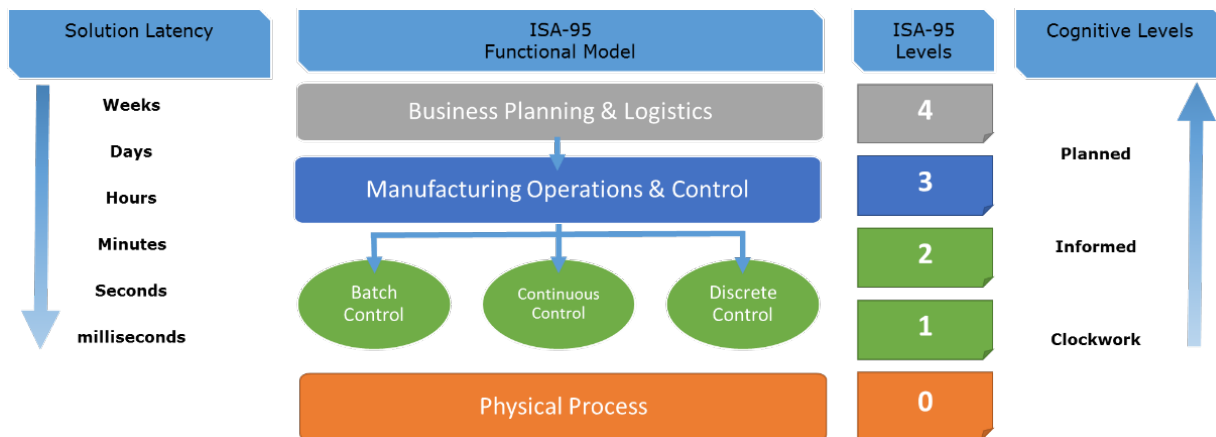 Solution Latency
ISA-95
Functional Model
ISA-95
Levels
Cognitive Levels
Weeks
Days
Hours
Minutes
Seconds
milliseconds
Business Planning & Logistics
Manufacturing Operations & Control
Batch
Control
Continuous
Control
Discrete
Control
Physical Process
4
3
2
1
0
Planned
Informed
Clockwork